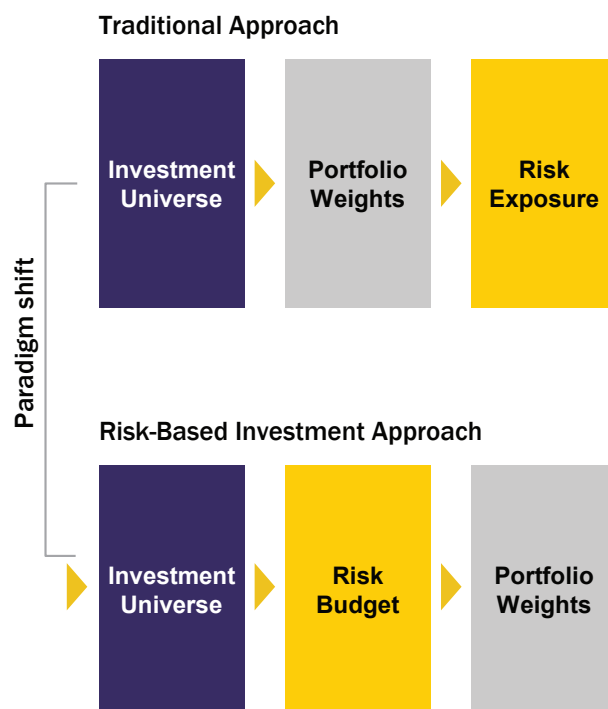 Traditional Approach
Investment
Universe
Portfolio
Weights
Risk
Exposure
Paradigm shift
Risk-Based Investment Approach
Investment
Universe
Risk
Budget
Portfolio
Weights